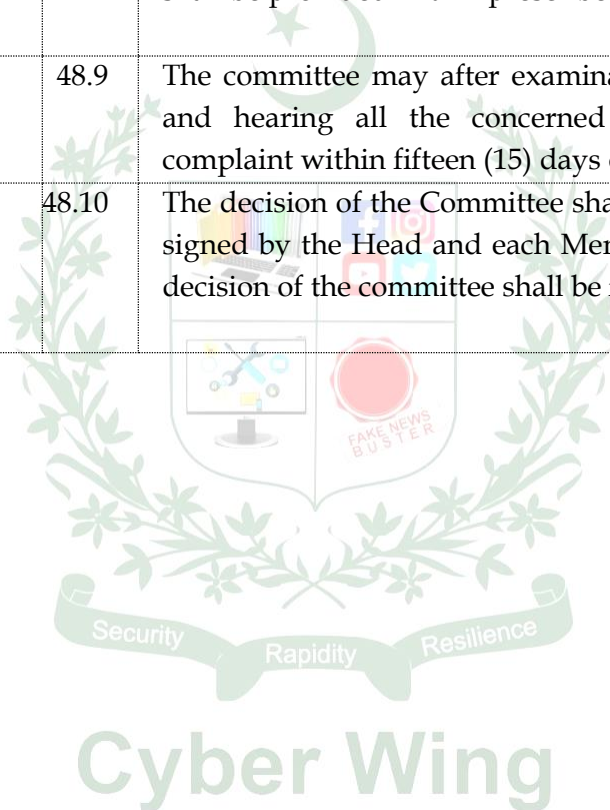 48.9 The committee may after examina
and hearing all the concerned
complaint within fifteen (15) days
48.10 The decision of the Committee sha
signed by the Head and each Mer
decision of the committee shall be
FAKE NEWS
BUSTER
Security Rapidity Resilience
Cyber Wing